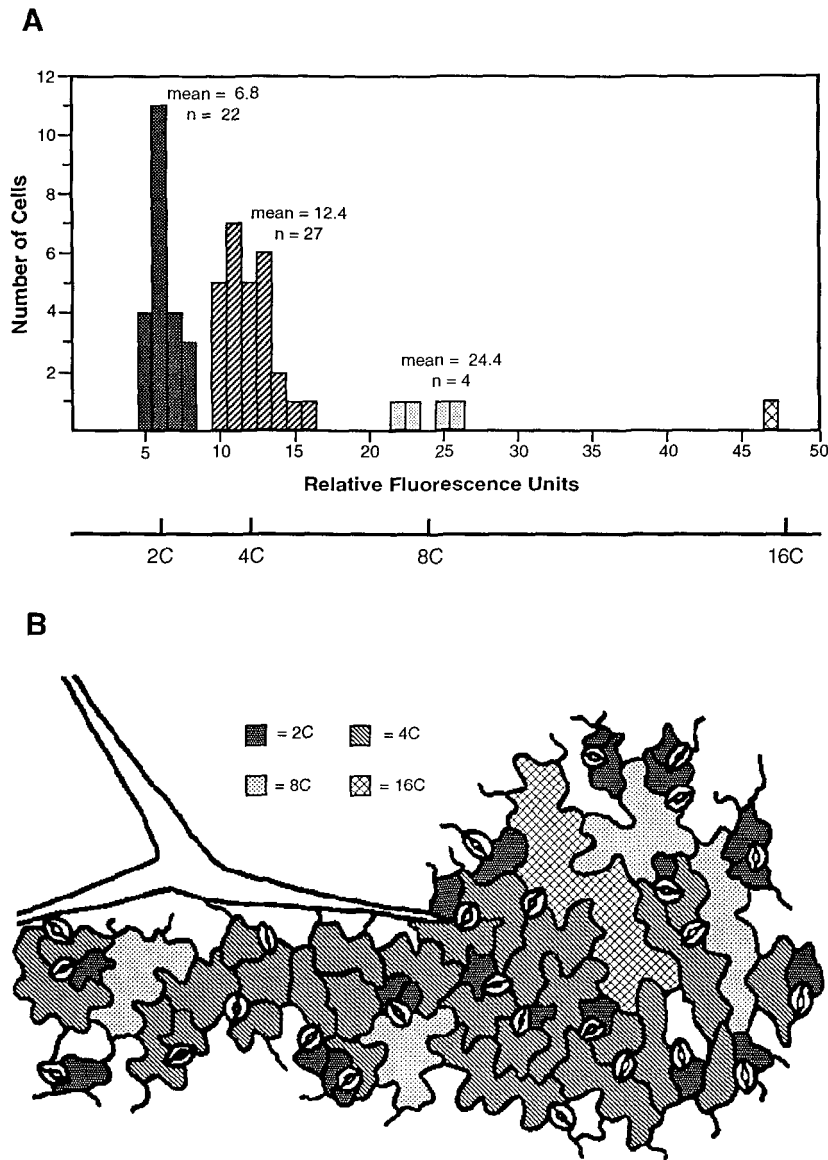 A
12
10
8
6
4
2
Number of Cells
mean = 6.8
n = 22
mean = 12.4
n = 27
mean = 24.4
n = 4
5 10 15 20 25 30 35 40 45 50
Relative Fluorescence Units
2C 4C 8C 16C
B
= 2C = 4C
= 8C = 16C